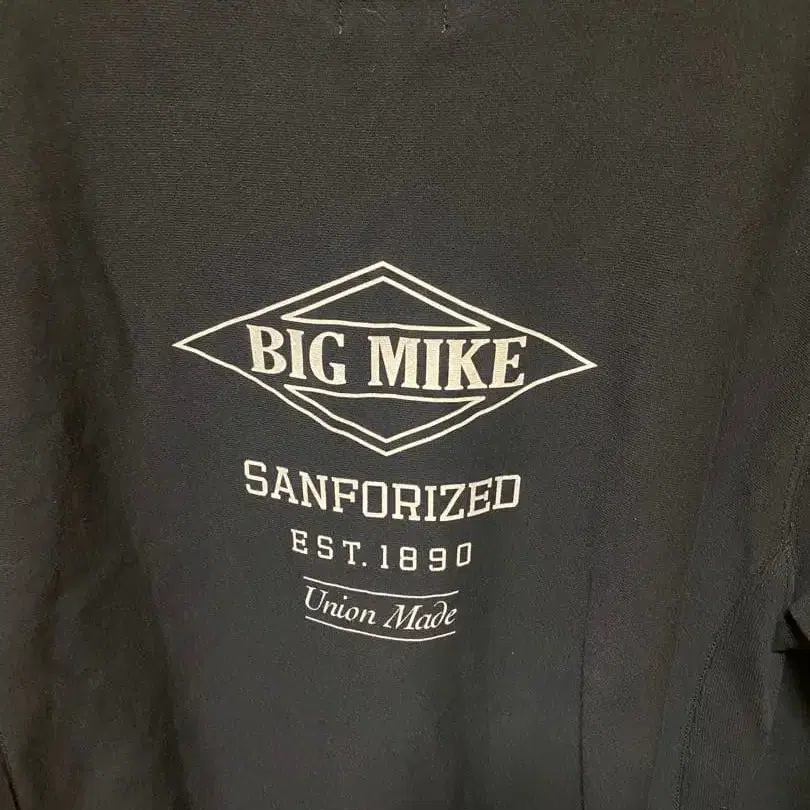 BIG MIKE
SANFORIZED
EST. 1890
Union Made